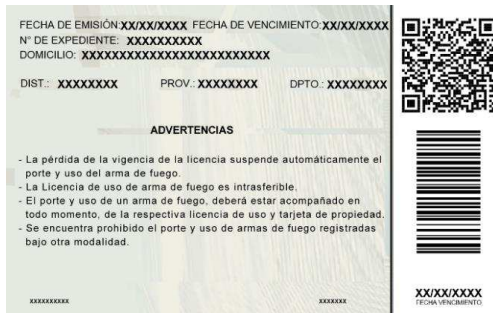 FECHA DE EMISIÓN:XX/XX/XXXX FECHA DE VENCIMIENTO:XX/XX/XXXX
N° DE EXPEDIENTE: XXXXXXXXXX
DOMICILIO: XXXXXXXXXXXXXXXXXXXXXXXXXX
DIST.: XXXXXXXX PROV.: XXXXXXXX DPTO.: XXXXXXXX
ADVERTENCIAS
- La pérdida de la vigencia de la licencia suspende automáticamente el
porte y uso del arma de fuego.
- La Licencia de uso de arma de fuego es intrasferible.
- El porte y uso de un arma de fuego, deberá estar acompañado en
todo momento, de la respectiva licencia de uso y tarjeta de propiedad.
- Se encuentra prohibido el porte y uso de armas de fuego registradas
bajo otra modalidad.
xxxxxxxxxx xxxxxxx
XX/XX/XXXX
FECHA VENCIMIENTO